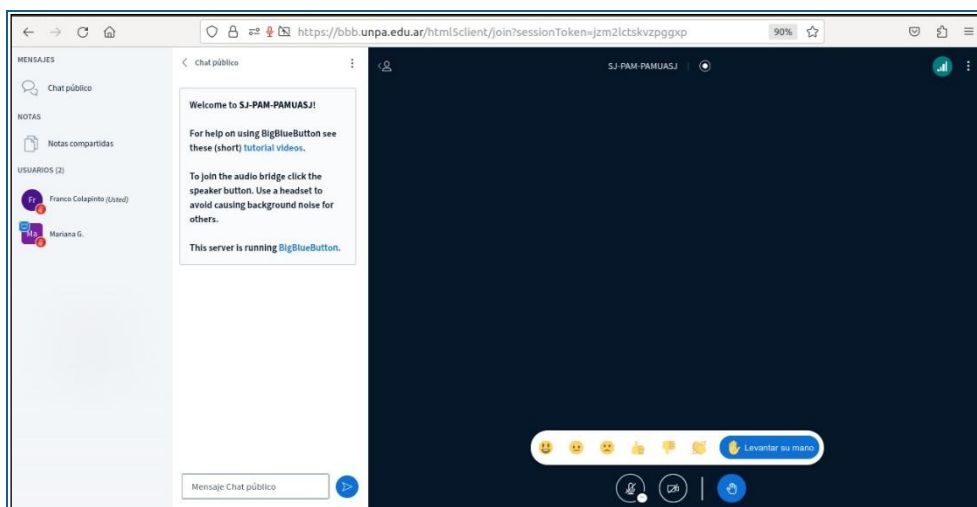 https://bbb.unpa.edu.ar/html5client/join?sessionToken=jzm2lctskvzpggxp
90%
MENSAJES
Chat público
NOTAS
Notas compartidas
USUARIOS (2)
Fr
Franco Colapinto (Usted)
Ma
Mariana G.
Chat público
Welcome to SJ-PAM-PAMUASJ!
For help on using BigBlueButton see
these (short) tutorial videos.
To join the audio bridge click the
speaker button. Use a headset to
avoid causing background noise for
others.
This server is running BigBlueButton.
Mensaje Chat público
SJ-PAM-PAMUASJ
Levantar su mano